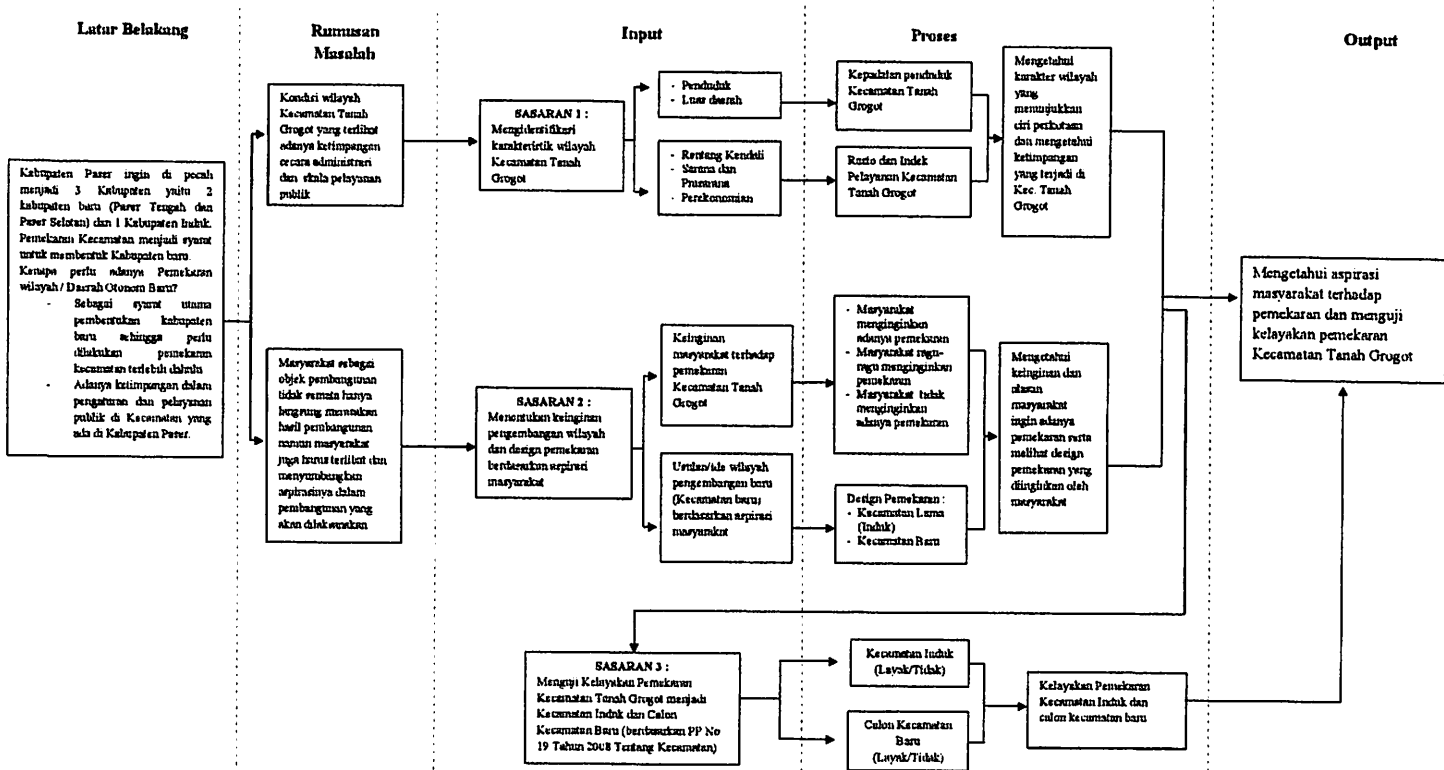 Latar Belakang
Rumusan
Masalah
Input
Proses
Output
Kabupaten Paser ingin di pecah
menjadi 3 Kabupaten yaitu 2
kabupaten baru (Paser Tengah dan
Paser Selatan) dan 1 Kabupaten Induk.
Pemekaran Kecamatan menjadi syarat
untuk membentuk Kabupaten baru.
Kenapa perlu adanya Pemekaran
wilayah / Daerah Otonom Baru?
- Sebagai syarat utama
pembentukan kabupaten
baru sehingga perlu
dilakukan pemekaran
kecamatan terlebih dahulu
- Adanya ketimpangan dalam
pengaturan dan pelayanan
publik di Kecamatan yang
ada di Kabupaten Paser.
Kondisi wilayah
Kecamatan Tanah
Grogot yang terlihat
adanya ketimpangan
secara administrasi
dan skala pelayanan
publik
Masyarakat sebagai
objek pembangunan
tidak semata hanya
langsung merasakan
hasil pembangunan
namun masyarakat
juga harus terlibat dan
menyumbangkan
aspirasinya dalam
pembangunan yang
akan dilaksanakan
SASARAN 1 :
Mengidentifikasi
karakteristik wilayah
Kecamatan Tanah
Grogot
- Penduduk
- Luas daerah
- Rentang Kendali
- Sarana dan
Prasarana
- Perekonomian
Kepadatan penduduk
Kecamatan Tanah
Grogot
Rasio dan Indek
Pelayanan Kecamatan
Tanah Grogot
Mengetahui
karakter wilayah
yang
menunjukkan
ciri perkotaan
dan mengetahui
ketimpangan
yang terjadi di
Kec. Tanah
Grogot
SASARAN 2 :
Menentukan keinginan
pengembangan wilayah
dan design pemekaran
berdasarkan aspirasi
masyarakat
Keinginan
masyarakat terhadap
pemekaran
Kecamatan Tanah
Grogot
Usulan/ide wilayah
pengembangan baru
(Kecamatan baru)
berdasarkan aspirasi
masyarakat
- Masyarakat
menginginkan
adanya pemekaran
- Masyarakat ragu-
ragu menginginkan
pemekaran
- Masyarakat tidak
menginginkan
adanya pemekaran
Design Pemekaran :
- Kecamatan Lama
(Induk)
- Kecamatan Baru
Mengetahui
keinginan dan
alasan
masyarakat
ingin adanya
pemekaran serta
melihat design
pemekaran yang
diinginkan oleh
masyarakat
SASARAN 3 :
Menguji Kelayakan Pemekaran
Kecamatan Tanah Grogot menjadi
Kecamatan Induk dan Calon
Kecamatan Baru (berdasarkan PP No
19 Tahun 2008 Tentang Kecamatan)
Kecamatan Induk
(Layak/Tidak)
Calon Kecamatan
Baru
(Layak/Tidak)
Kelayakan Pemekaran
Kecamatan Induk dan
calon kecamatan baru
Mengetahui aspirasi
masyarakat terhadap
pemekaran dan menguji
kelayakan pemekaran
Kecamatan Tanah Grogot